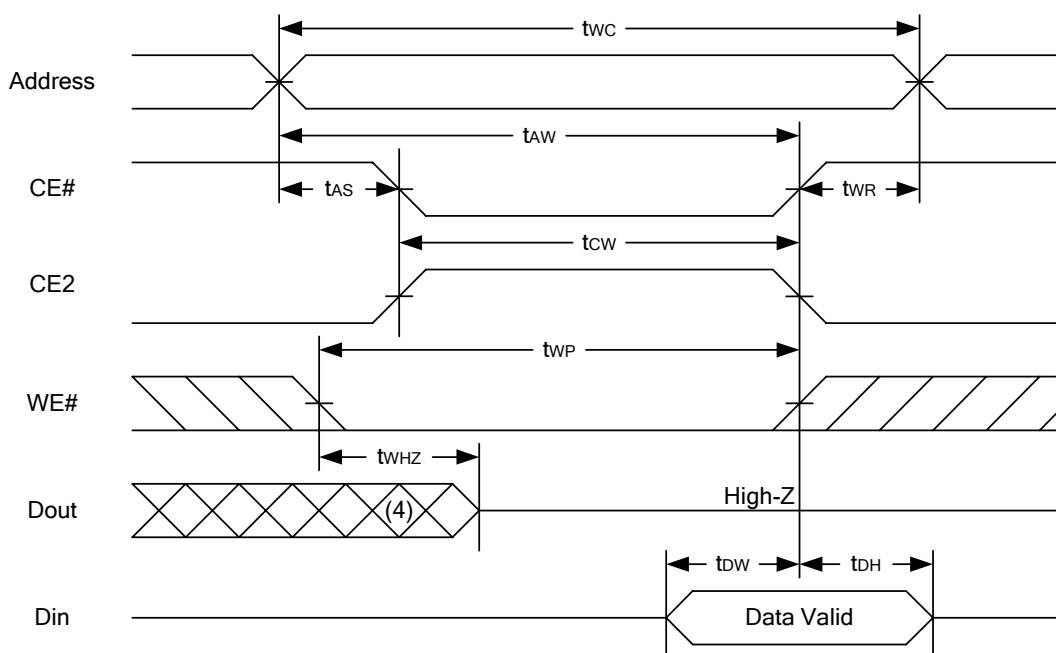 tWC
Address
tAW
CE#
tAS
tWR
tCW
CE2
tWP
WE#
tWHZ
Dout
(4)
High-Z
tDW
tDH
Din
Data Valid